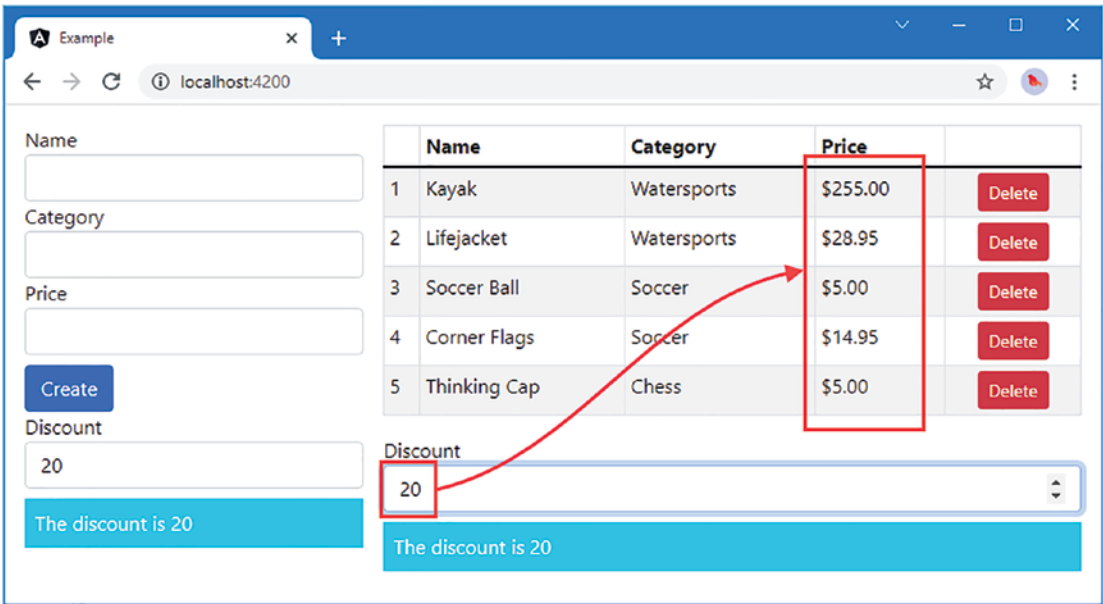 Example
localhost:4200
Name
Category
Price
Create
Discount
20
The discount is 20
Name Category Price
1 Kayak Watersports $255.00 Delete
2 Lifejacket Watersports $28.95 Delete
3 Soccer Ball Soccer $5.00 Delete
4 Corner Flags Soccer $14.95 Delete
5 Thinking Cap Chess $5.00 Delete
Discount
20
The discount is 20